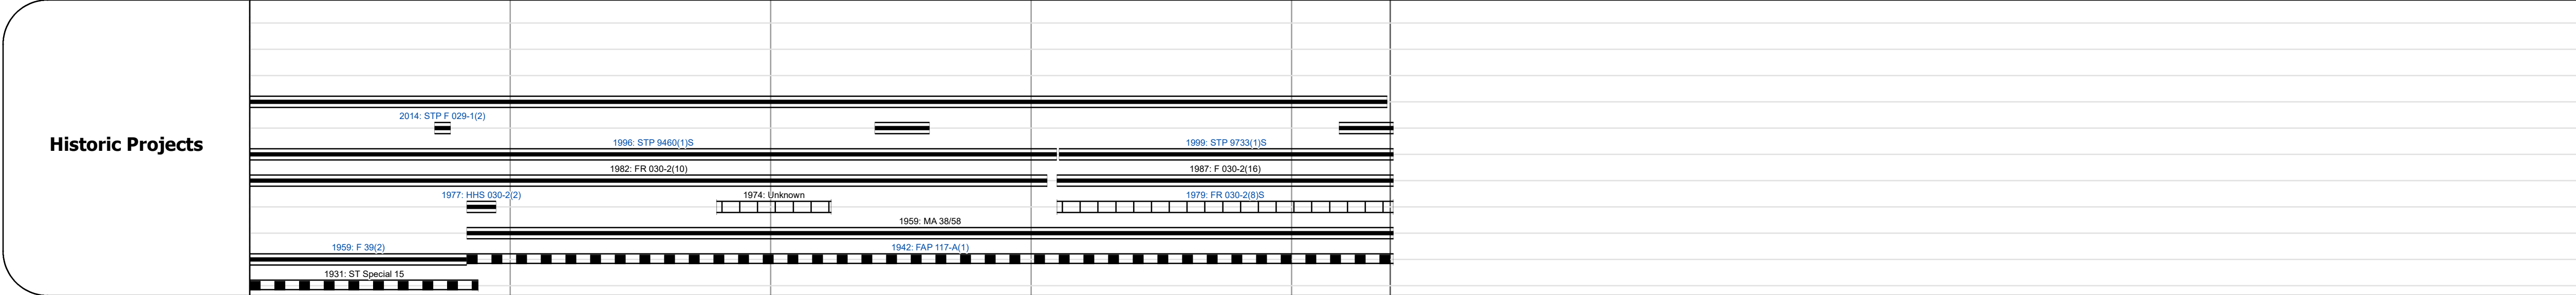 Historic Projects
2014: STP F 029-1(2)
1996: STP 9460(1)S
1999: STP 9733(1)S
1982: FR 030-2(10)
1987: F 030-2(16)
1977: HHS 030-2(2)
1974: Unknown
1979: FR 030-2(8)S
1959: MA 38/58
1959: F 39(2)
1942: FAP 117-A(1)
1931: ST Special 15